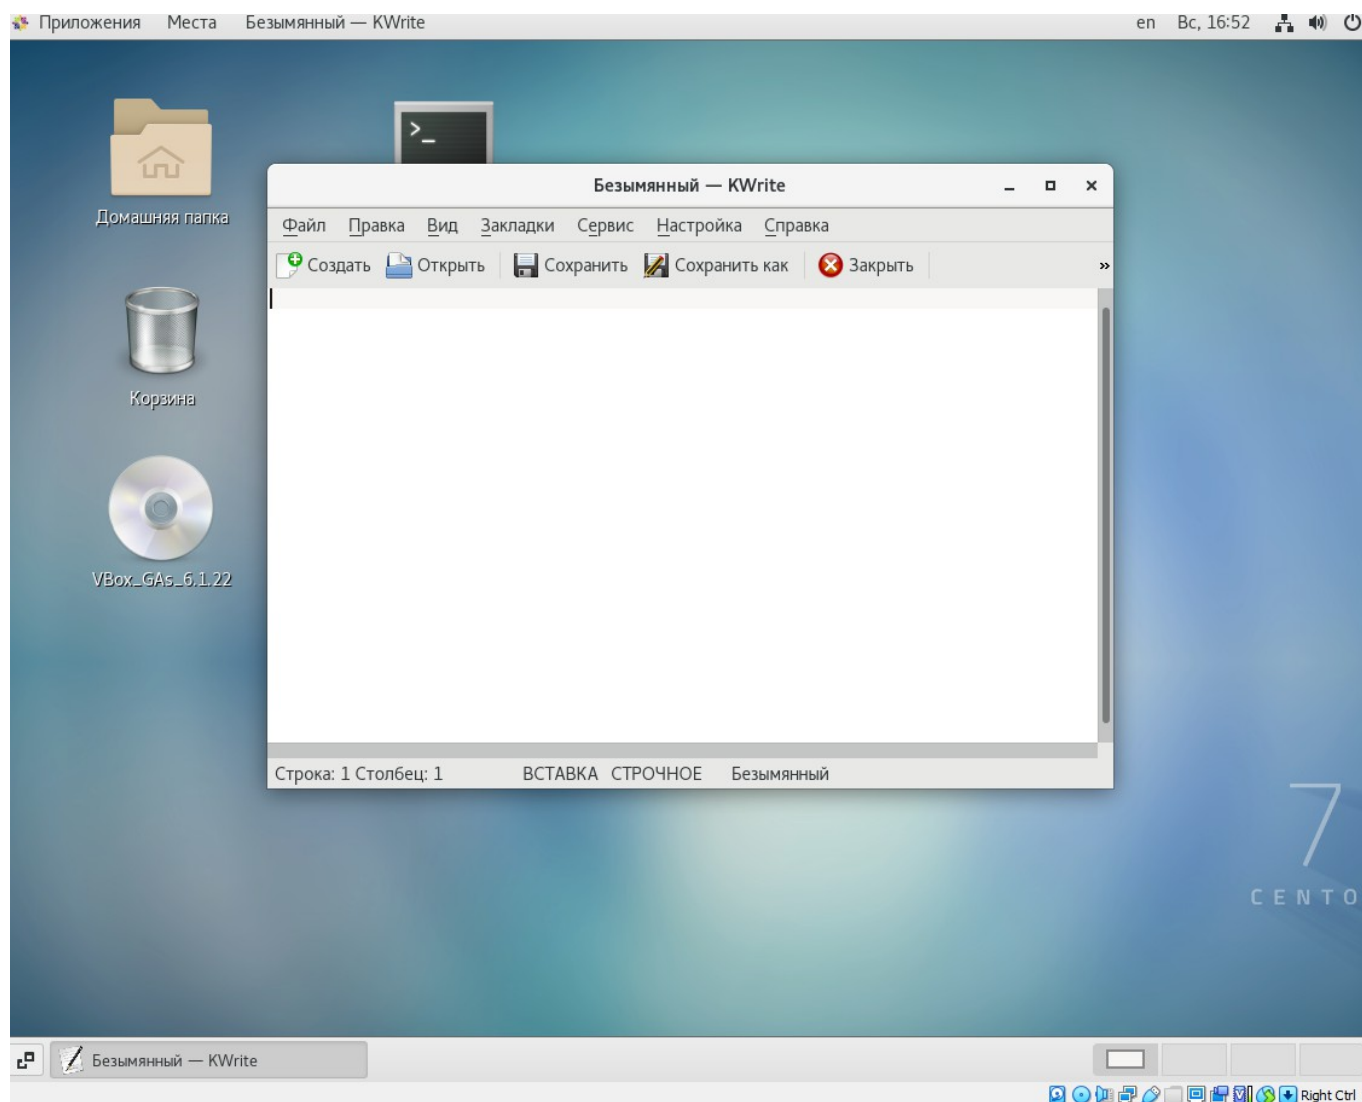 Приложения Места Безымянный — KWrite en Вс, 16:52
>_
Домашняя папка
Корзина
VBox_GAs_6.1.22
Безымянный — KWrite
Файл Правка Вид Закладки Сервис Настройка Справка
Создать Открыть Сохранить Сохранить как Закрыть »
Строка: 1 Столбец: 1 ВСТАВКА СТРОЧНОЕ Безымянный
7
CENTO
Безымянный — KWrite
Right Ctrl